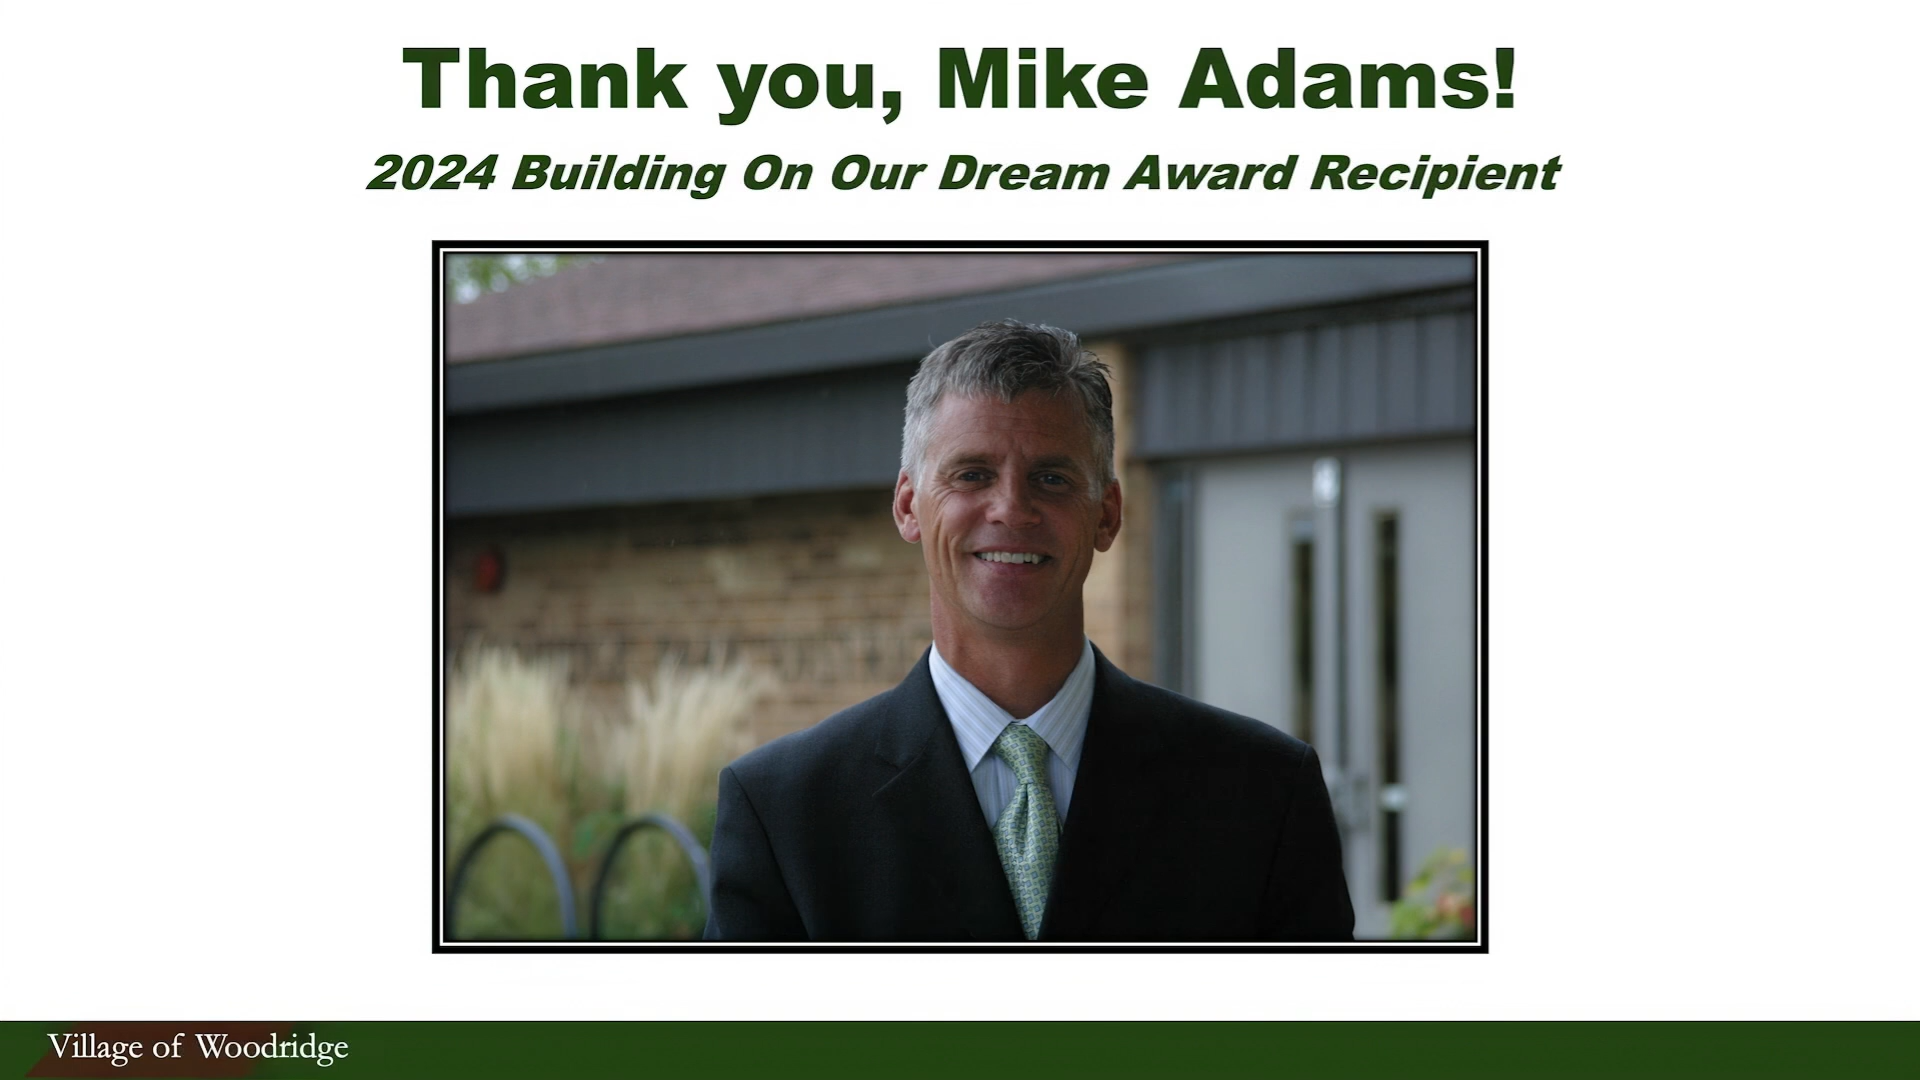 Thank you, Mike Adams!
2024 Building On Our Dream Award Recipient
Village of Woodridge